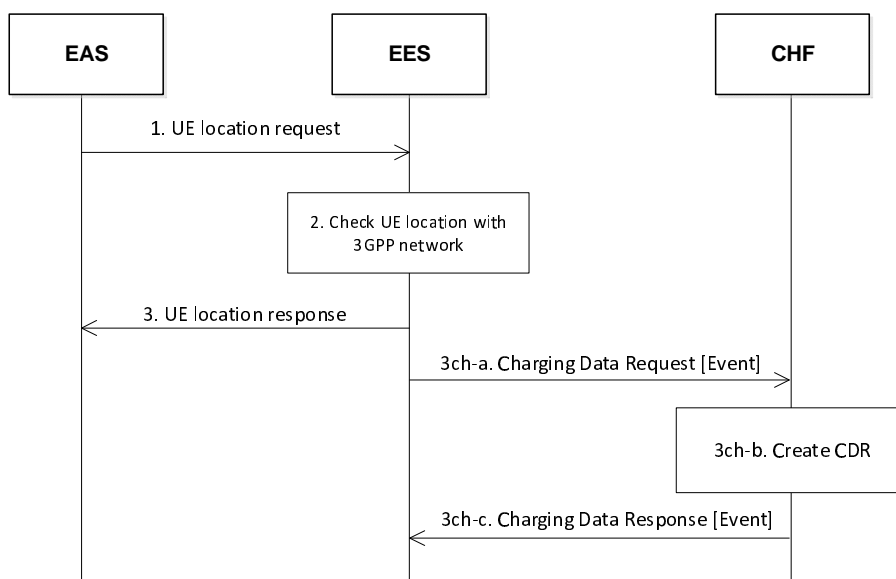 EAS
EES
CHF
1. UE location request
2. Check UE location with
3GPP network
3. UE location response
3ch-a. Charging Data Request [Event]
3ch-b. Create CDR
3ch-c. Charging Data Response [Event]